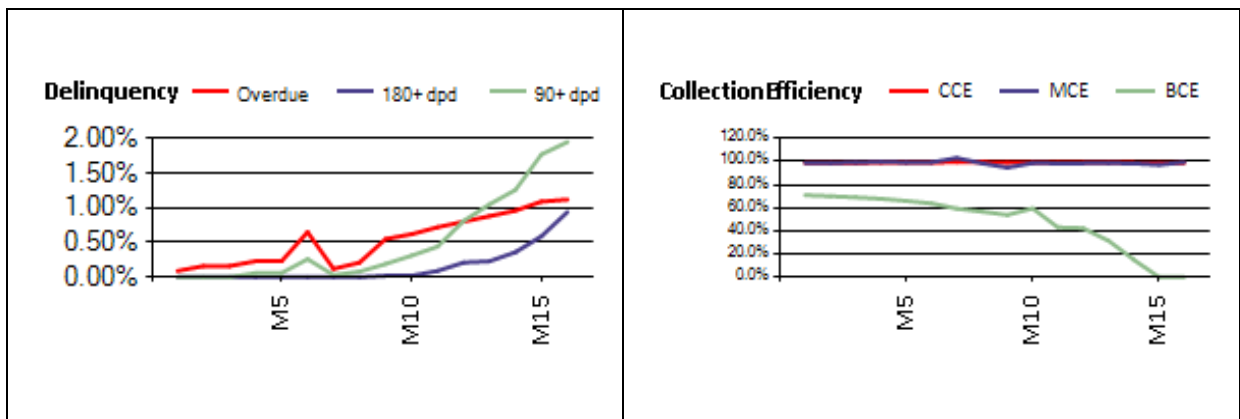 Delinquency Overdue 180+ dpd 90+ dpd
2.00%
1.50%
1.00%
0.50%
0.00%
M5
M10
M15
CollectionEfficiency CCE MCE BCE
120.0%
100.0%
80.0%
60.0%
40.0%
20.0%
0.0%
M5
M10
M15